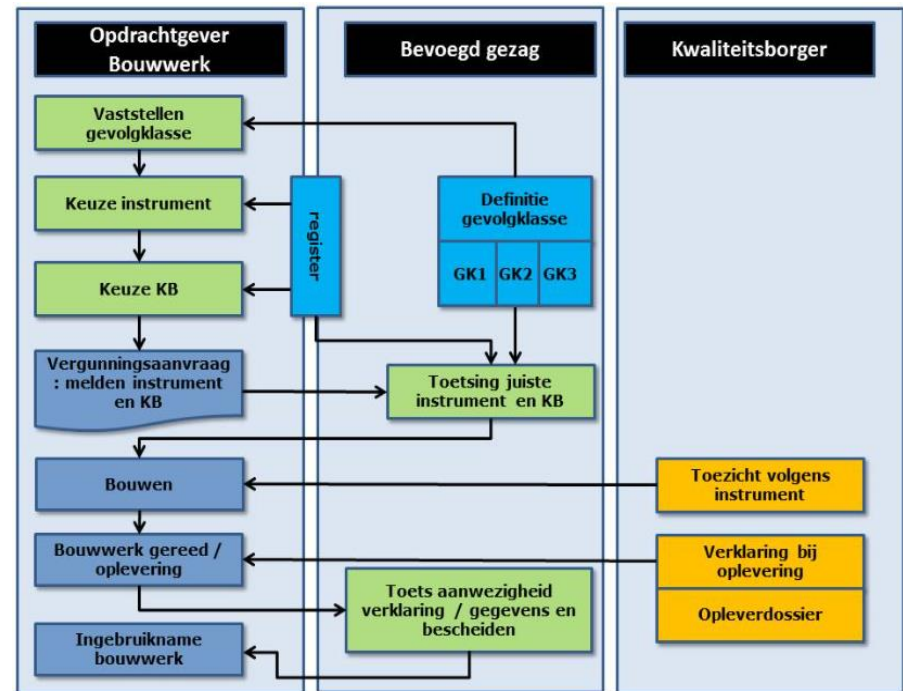 Opdrachtgever
Bouwwerk
Bevoegd gezag
Kwaliteitsborger
Vaststellen
gevolgklasse
Keuze instrument
Keuze KB
Vergunningsaanvraag
: melden instrument
en KB
Bouwen
Bouwwerk gereed /
oplevering
Ingebruikname
bouwwerk
register
Definitie
gevolgklasse
GK1
GK2
GK3
Toetsing juiste
instrument en KB
Toets aanwezigheid
verklaring / gegevens en
bescheiden
Toezicht volgens
instrument
Verklaring bij
oplevering
Opleverdossier